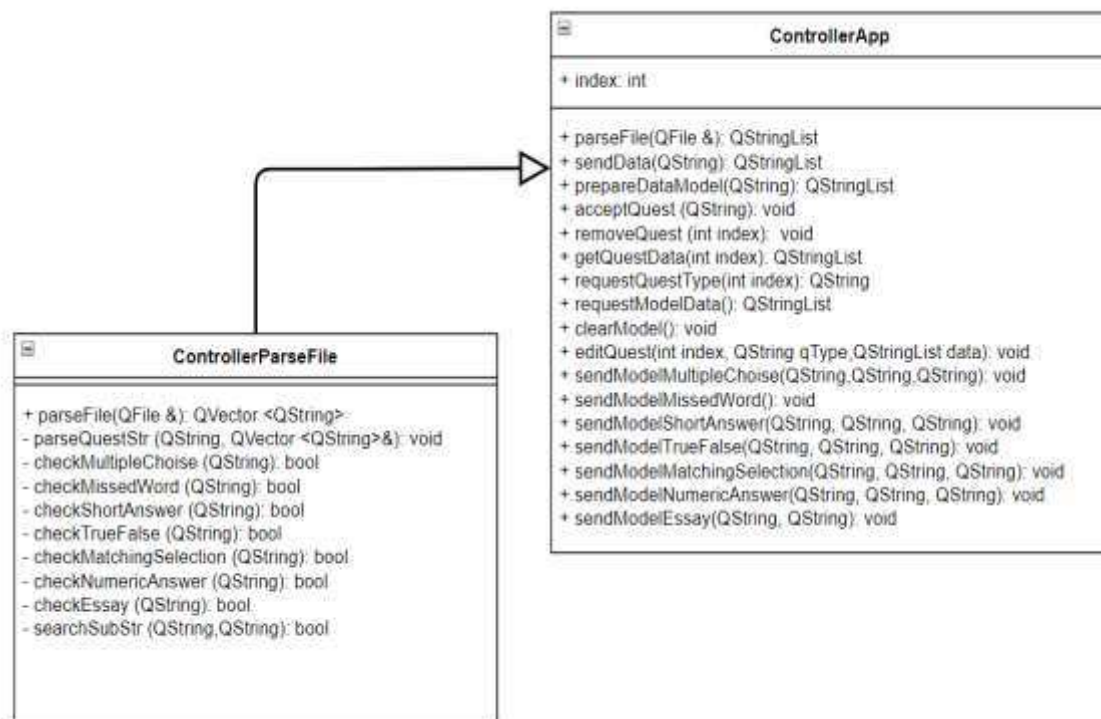 ControllerApp
+ index: int
+ parseFile(QFile &): QStringList
+ sendData(QString): QStringList
+ prepareDataModel(QString): QStringList
+ acceptQuest (QString): void
+ removeQuest (int index): void
+ getQuestData(int index): QStringList
+ requestQuestType(int index): QString
+ requestModelData(): QStringList
+ clearModel(): void
+ editQuest(int index, QString qType,QStringList data): void
+ sendModelMultipleChoise(QString,QString,QString): void
+ sendModelMissedWord(): void
+ sendModelShortAnswer(QString, QString, QString): void
+ sendModelTrueFalse(QString, QString, QString): void
+ sendModelMatchingSelection(QString, QString, QString): void
+ sendModelNumericAnswer(QString, QString, QString): void
+ sendModelEssay(QString, QString): void
ControllerParseFile
+ parseFile(QFile &): QVector <QString>
- parseQuestStr (QString, QVector <QString>&): void
- checkMultipleChoise (QString): bool
- checkMissedWord (QString): bool
- checkShortAnswer (QString): bool
- checkTrueFalse (QString): bool
- checkMatchingSelection (QString): bool
- checkNumericAnswer (QString): bool
- checkEssay (QString): bool
- searchSubStr (QString,QString): bool